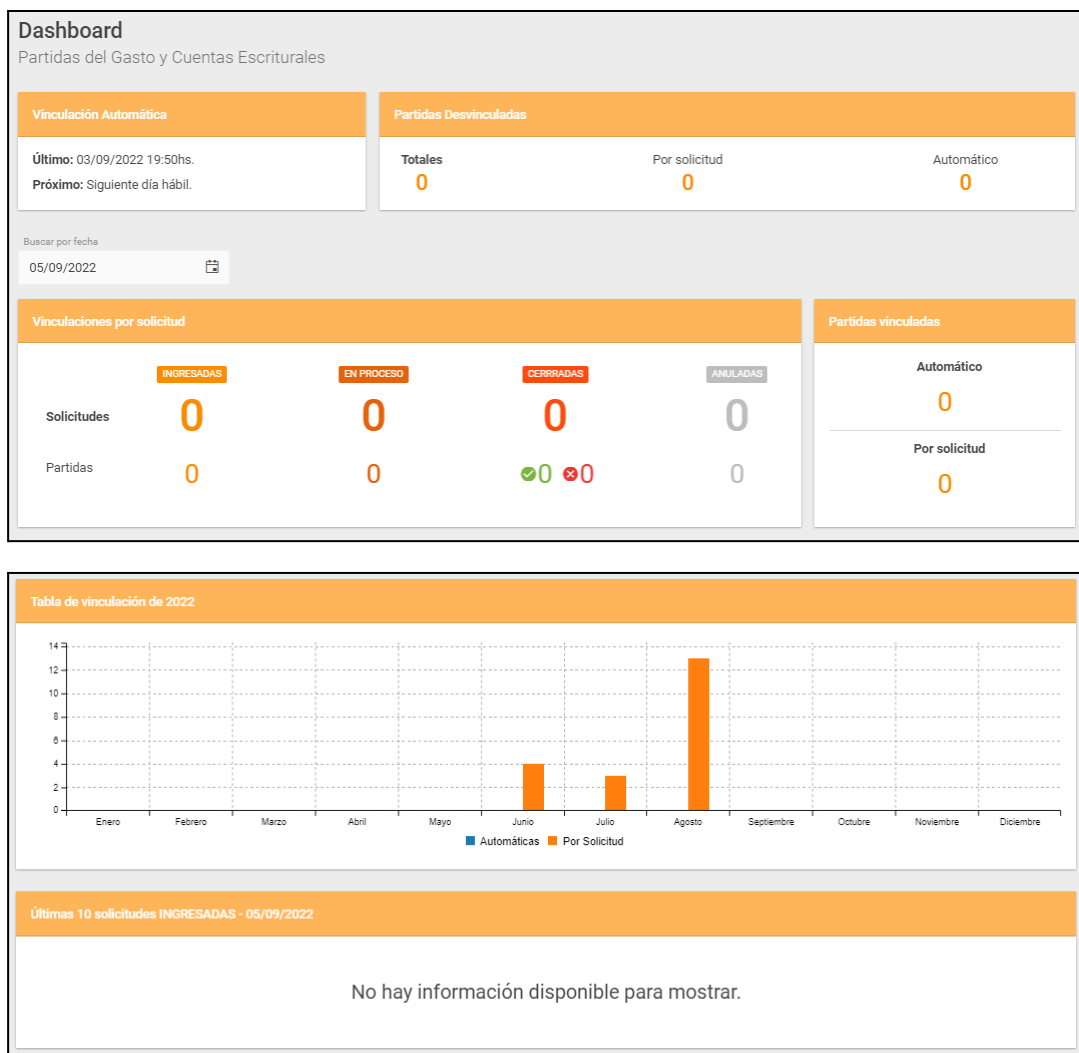 Dashboard
Partidas del Gasto y Cuentas Escriturales
Vinculación Automática
Último: 03/09/2022 19:50hs.
Próximo: Siguiente día hábil.
Partidas Desvinculadas
Totales Por solicitud Automático
0 0 0
Buscar por fecha
05/09/2022
Vinculaciones por solicitud
INGRESADAS EN PROCESO CERRRADAS ANULADAS
Solicitudes 0 0 0 0
Partidas 0 0 0 0 0
Partidas vinculadas
Automático
0
Por solicitud
0
Tabla de vinculación de 2022
14
12
10
8
6
4
2
0
Enero Febrero Marzo Abril Mayo Junio Julio Agosto Septiembre Octubre Noviembre Diciembre
Automáticas Por Solicitud
Últimas 10 solicitudes INGRESADAS - 05/09/2022
No hay información disponible para mostrar.